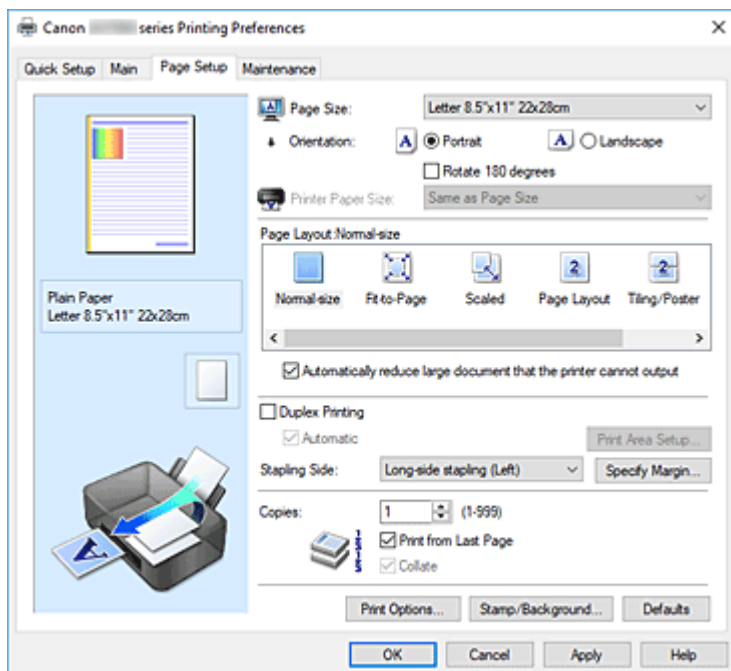 Canon series Printing Preferences
Quick Setup Main Page Setup Maintenance
Page Size: Letter 8.5"x11" 22x28cm
Orientation: A Portrait A Landscape
Rotate 180 degrees
Printer Paper Size: Same as Page Size
Page Layout:Normal-size
Normal-size Fit-to-Page Scaled Page Layout Tiling/Poster
Plain Paper
Letter 8.5"x11" 22x28cm
Automatically reduce large document that the printer cannot output
Duplex Printing
Automatic Print Area Setup...
Stapling Side: Long-side stapling (Left) Specify Margin...
Copies: 1 (1-999)
Print from Last Page
Collate
Print Options... Stamp/Background... Defaults
OK Cancel Apply Help